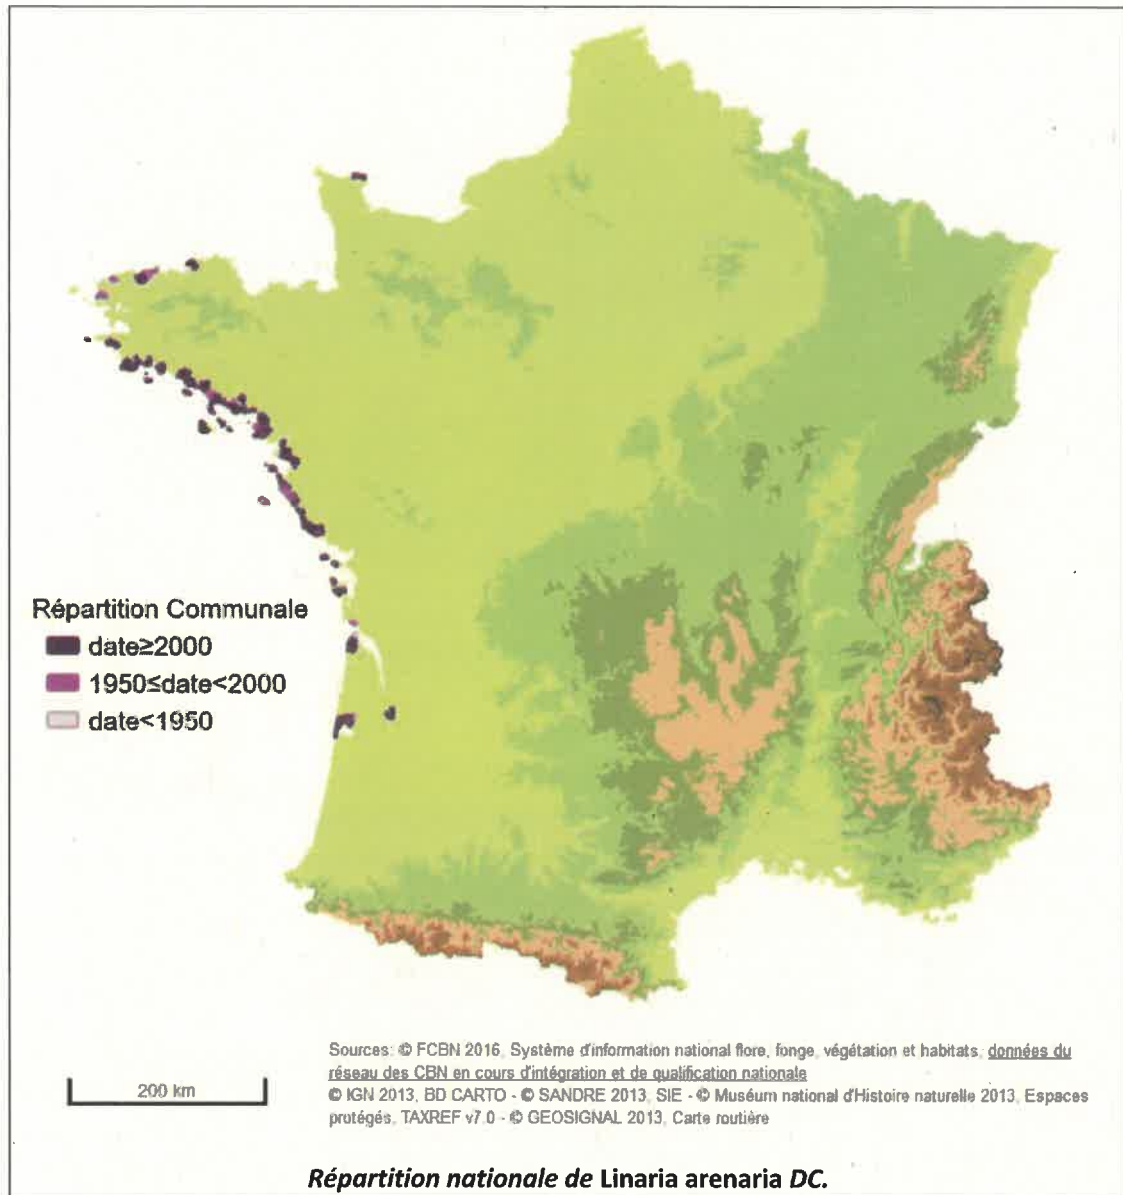 Répartition Communale
date≥2000
1950≤date<2000
date<1950
200 km
Sources: © FCBN 2016, Système d'information national flore, fonge, végétation et habitats, données du
réseau des CBN en cours d'intégration et de qualification nationale
© IGN 2013, BD CARTO - © SANDRE 2013, SIE - © Muséum national d'Histoire naturelle 2013, Espaces
protégés, TAXREF v7.0 - © GEOSIGNAL 2013, Carte routière
Répartition nationale de Linaria arenaria DC.